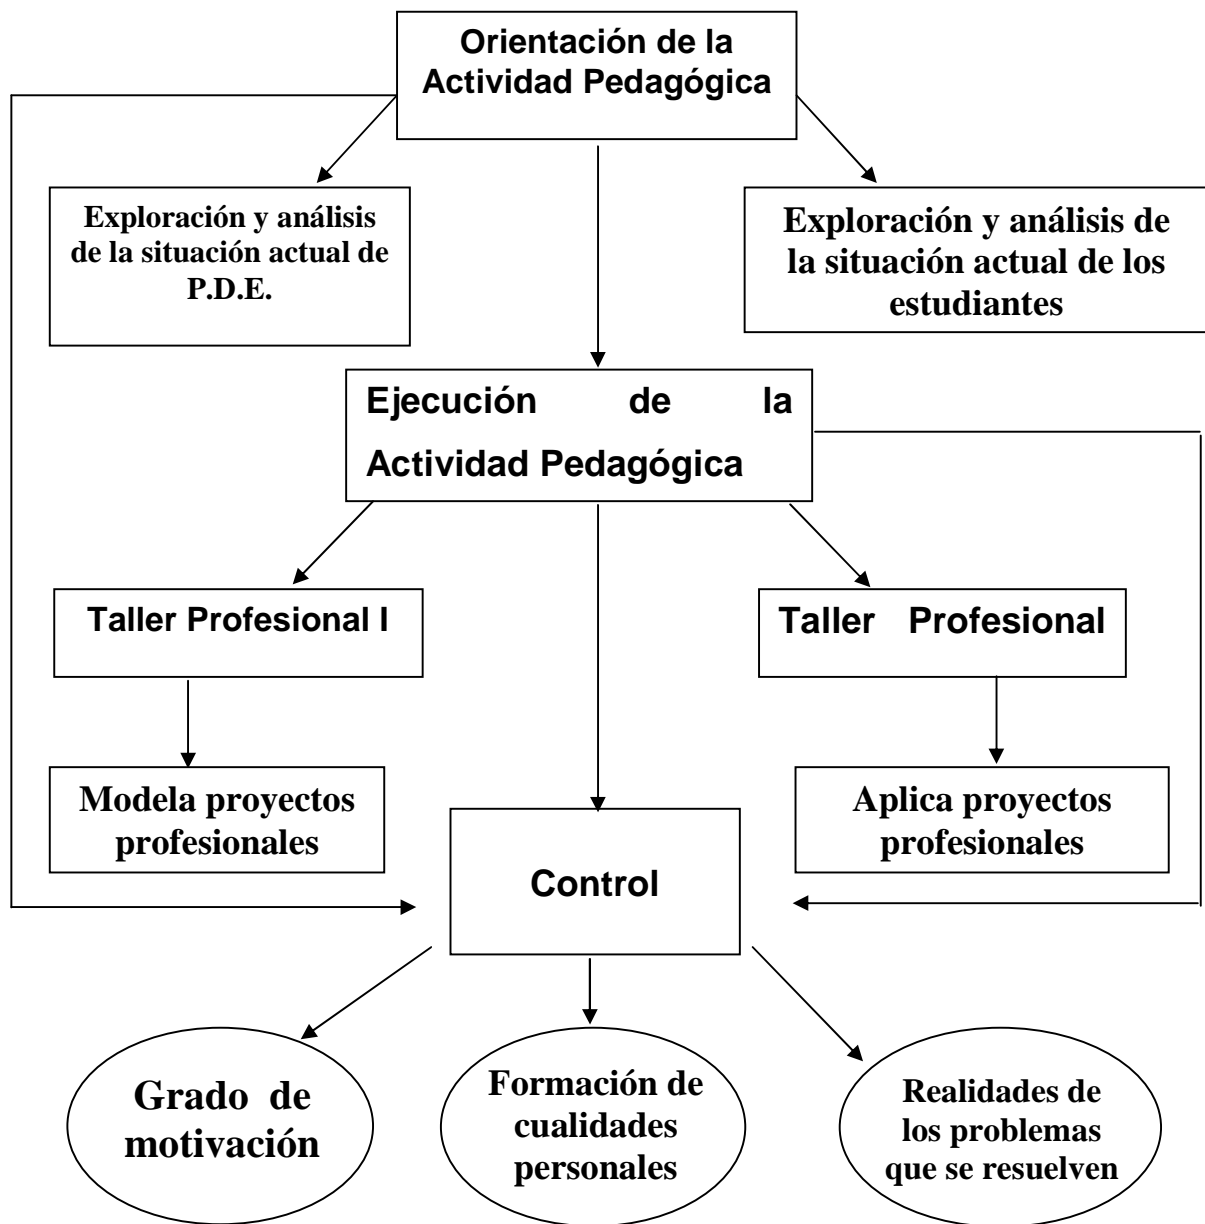 Orientación de la
Actividad Pedagógica
Exploración y análisis
de la situación actual de
P.D.E.
Exploración y análisis de
la situación actual de los
estudiantes
Ejecución de la
Actividad Pedagógica
Taller Profesional I
Taller Profesional
Modela proyectos
profesionales
Aplica proyectos
profesionales
Control
Grado de
motivación
Formación de
cualidades
personales
Realidades de
los problemas
que se resuelven